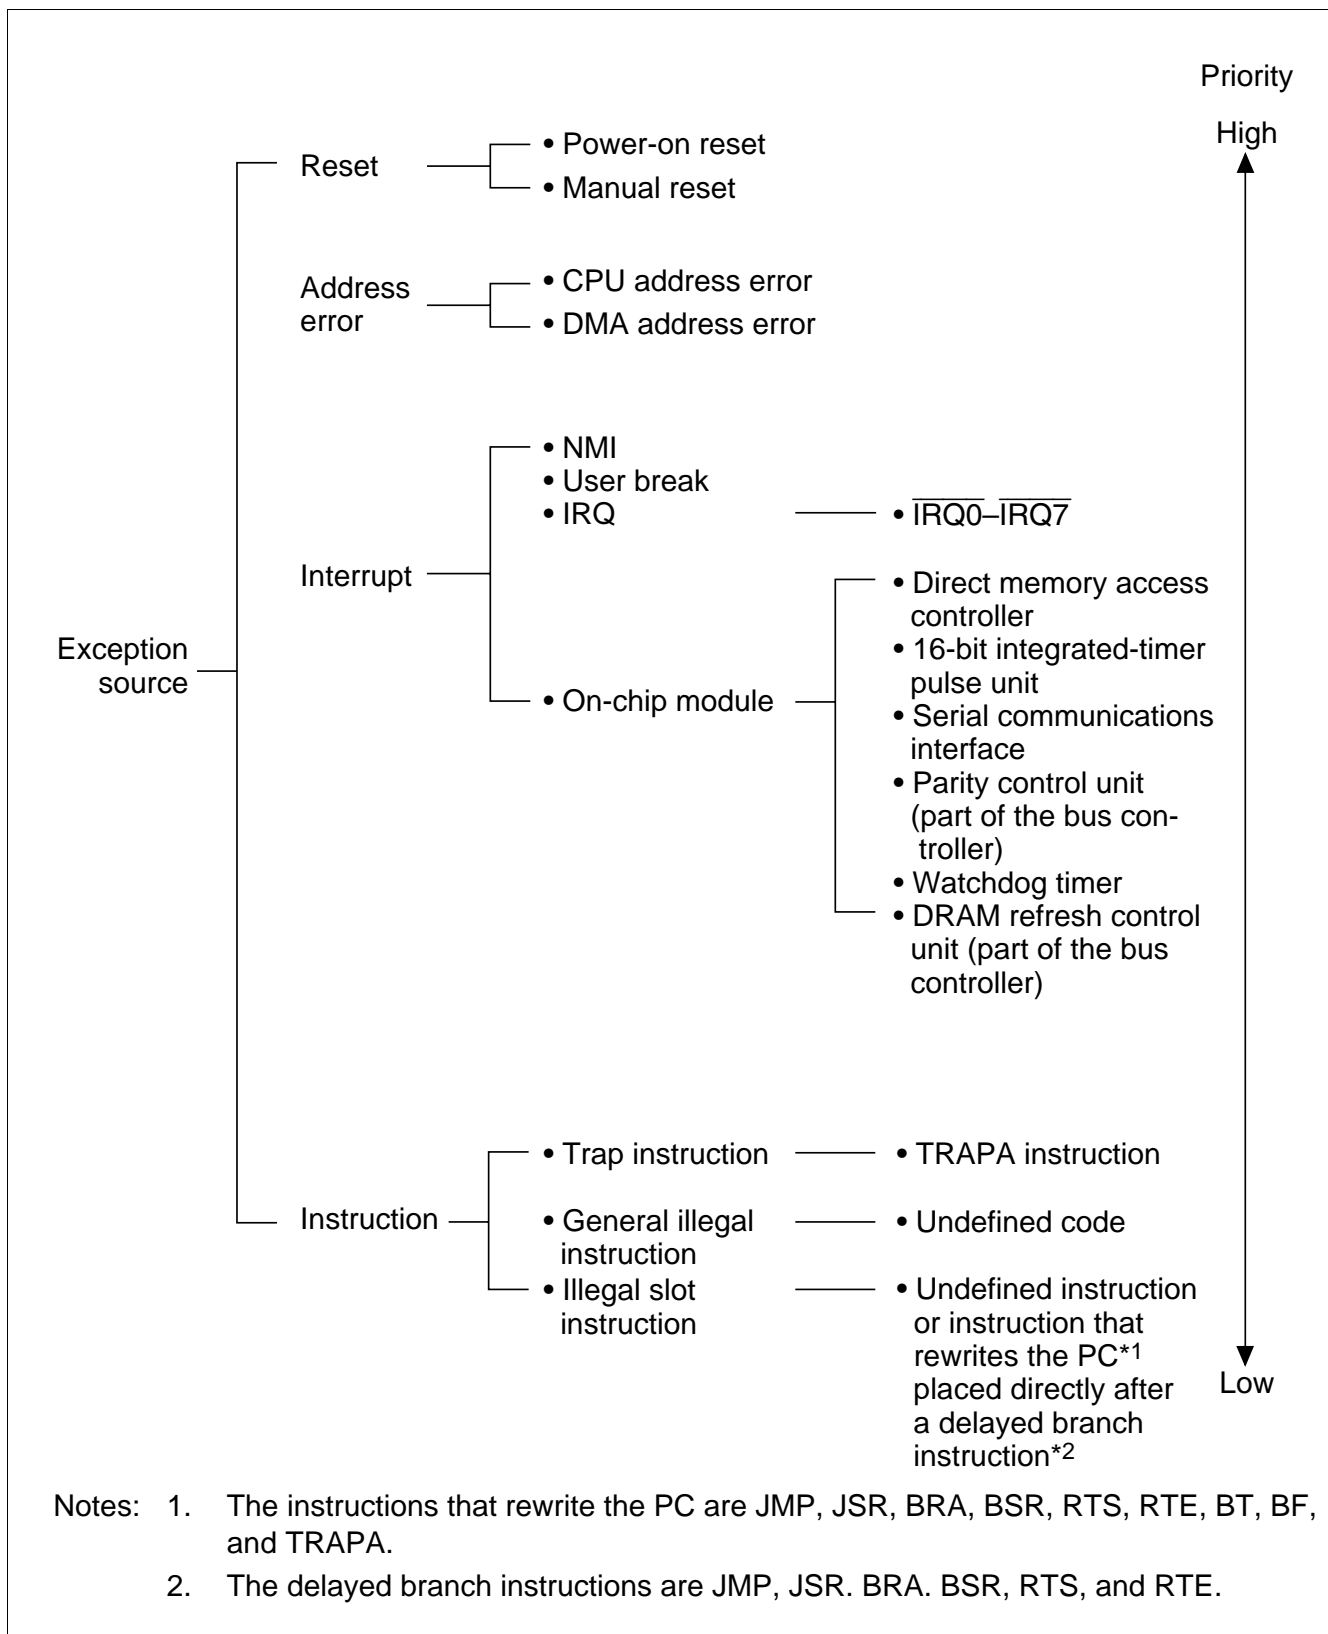 Priority
High
Reset
• Power-on reset
• Manual reset
Address
error
• CPU address error
• DMA address error
Interrupt
• NMI
• User break
• IRQ
• I̅R̅Q̅0̅–I̅R̅Q̅7̅
• On-chip module
• Direct memory access
controller
• 16-bit integrated-timer
pulse unit
• Serial communications
interface
• Parity control unit
(part of the bus con-
troller)
• Watchdog timer
• DRAM refresh control
unit (part of the bus
controller)
Exception
source
Instruction
• Trap instruction
• TRAPA instruction
• General illegal
instruction
• Undefined code
• Illegal slot
instruction
• Undefined instruction
or instruction that
rewrites the PC*1
placed directly after
a delayed branch
instruction*2
Low
Notes: 1. The instructions that rewrite the PC are JMP, JSR, BRA, BSR, RTS, RTE, BT, BF,
and TRAPA.
2. The delayed branch instructions are JMP, JSR. BRA. BSR, RTS, and RTE.